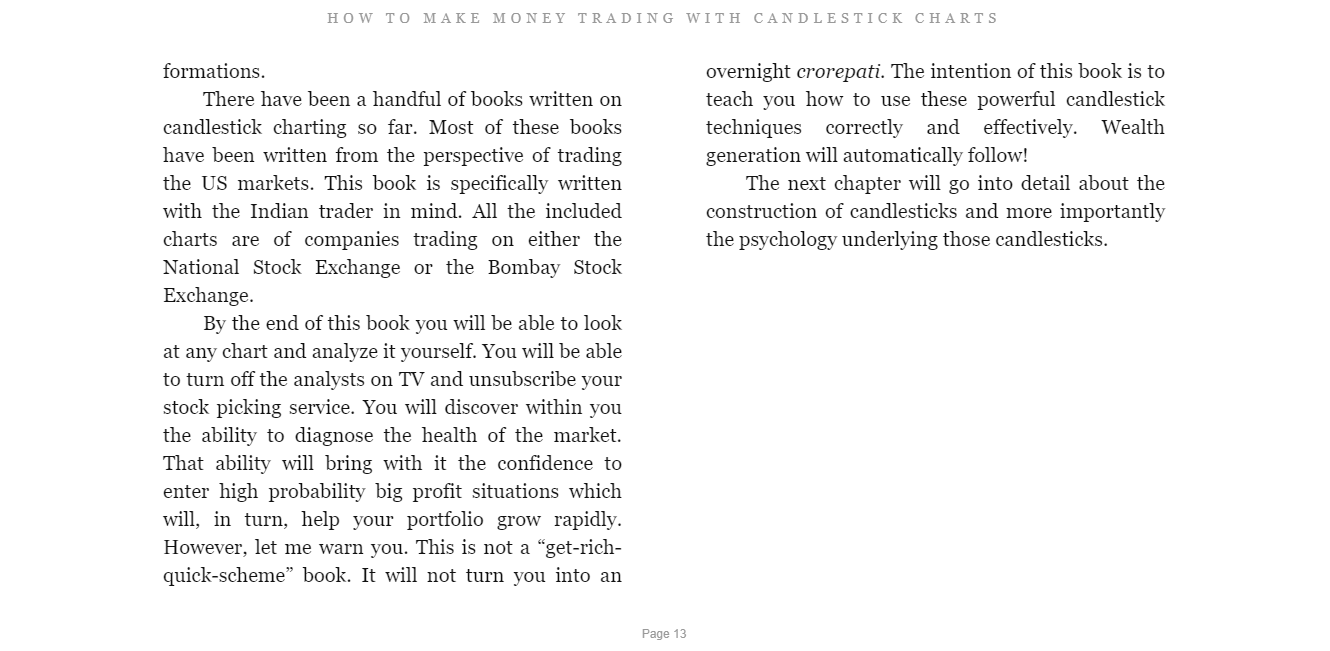 HOW TO MAKE MONEY TRADING WITH CANDLESTICK CHARTS
formations.
There have been a handful of books written on
candlestick charting so far. Most of these books
have been written from the perspective of trading
the US markets. This book is specifically written
with the Indian trader in mind. All the included
charts are of companies trading on either the
National Stock Exchange or the Bombay Stock
Exchange.
By the end of this book you will be able to look
at any chart and analyze it yourself. You will be able
to turn off the analysts on TV and unsubscribe your
stock picking service. You will discover within you
the ability to diagnose the health of the market.
That ability will bring with it the confidence to
enter high probability big profit situations which
will, in turn, help your portfolio grow rapidly.
However, let me warn you. This is not a “get-rich-
quick-scheme” book. It will not turn you into an
overnight crorepati. The intention of this book is to
teach you how to use these powerful candlestick
techniques correctly and effectively. Wealth
generation will automatically follow!
The next chapter will go into detail about the
construction of candlesticks and more importantly
the psychology underlying those candlesticks.
Page 13